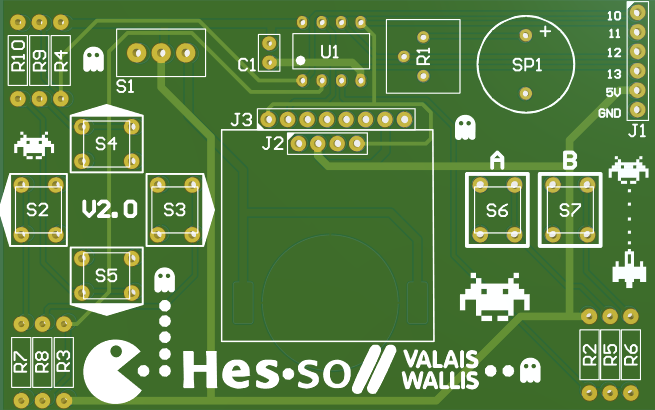 R10
R9
R4
S1
C1
U1
R1
SP1
+
10
11
12
13
5V
GND
J1
J3
J2
S4
S2
V2.0
S3
S5
A
B
S6
S7
R7
R8
R3
R2
R5
R6
Hes·so//
VALAIS
WALLIS